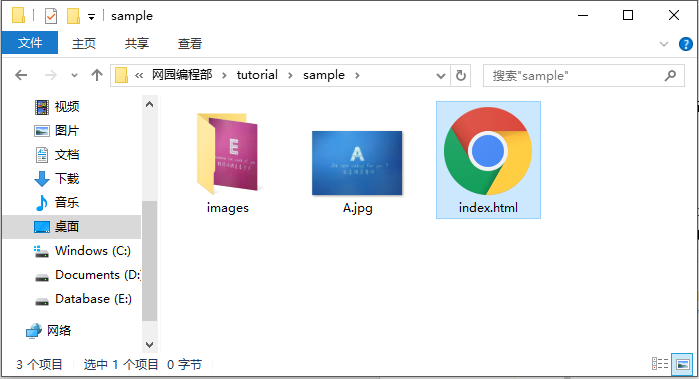 sample
文件 主页 共享 查看
« 网园编程部 › tutorial › sample ›
搜索"sample"
视频
图片
文档
下载
音乐
桌面
Windows (C:)
Documents (D:)
Database (E:)
网络
E
images
A
A.jpg
index.html
3 个项目 选中 1 个项目 0 字节